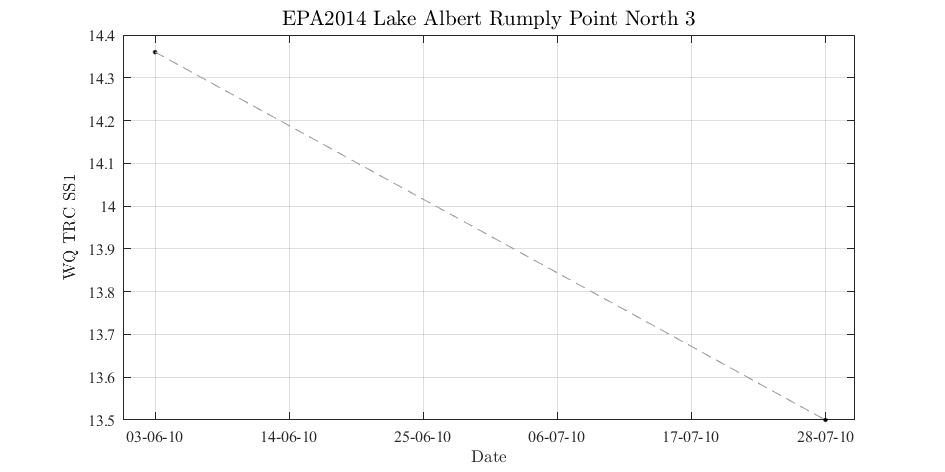 EPA2014 Lake Albert Rumply Point North 3
14.4
14.3
14.2
14.1
14
13.9
13.8
13.7
13.6
13.5
WQ TRC SS1
03-06-10 14-06-10 25-06-10 06-07-10 17-07-10 28-07-10
Date